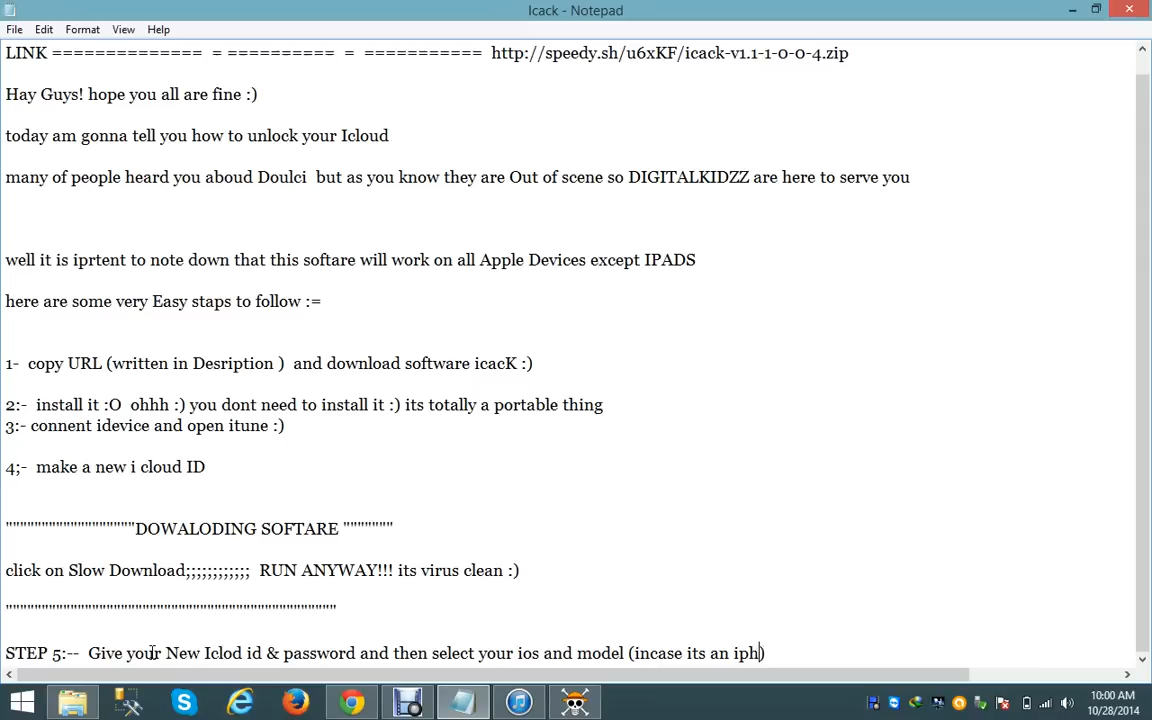 Icack - Notepad
File Edit Format View Help
LINK ============== = ========== = =========== http://speedy.sh/u6xKF/icack-v1.1-1-0-0-4.zip
Hay Guys! hope you all are fine :)
today am gonna tell you how to unlock your Icloud
many of people heard you aboud Doulci but as you know they are Out of scene so DIGITALKIDZZ are here to serve you
well it is iprtent to note down that this softare will work on all Apple Devices except IPADS
here are some very Easy staps to follow :=
1- copy URL (written in Desription ) and download software icacK :)
2:- install it :O ohhh :) you dont need to install it :) its totally a portable thing
3:- connent idevice and open itune :)
4;- make a new i cloud ID
""""""""""""""""""DOWALODING SOFTARE """""""
click on Slow Download;;;;;;;;;;;; RUN ANYWAY!!! its virus clean :)
""""""""""""""""""""""""""""""""""""""""""""""
STEP 5:-- Give your New Iclod id & password and then select your ios and model (incase its an iph)
10:00 AM
10/28/2014